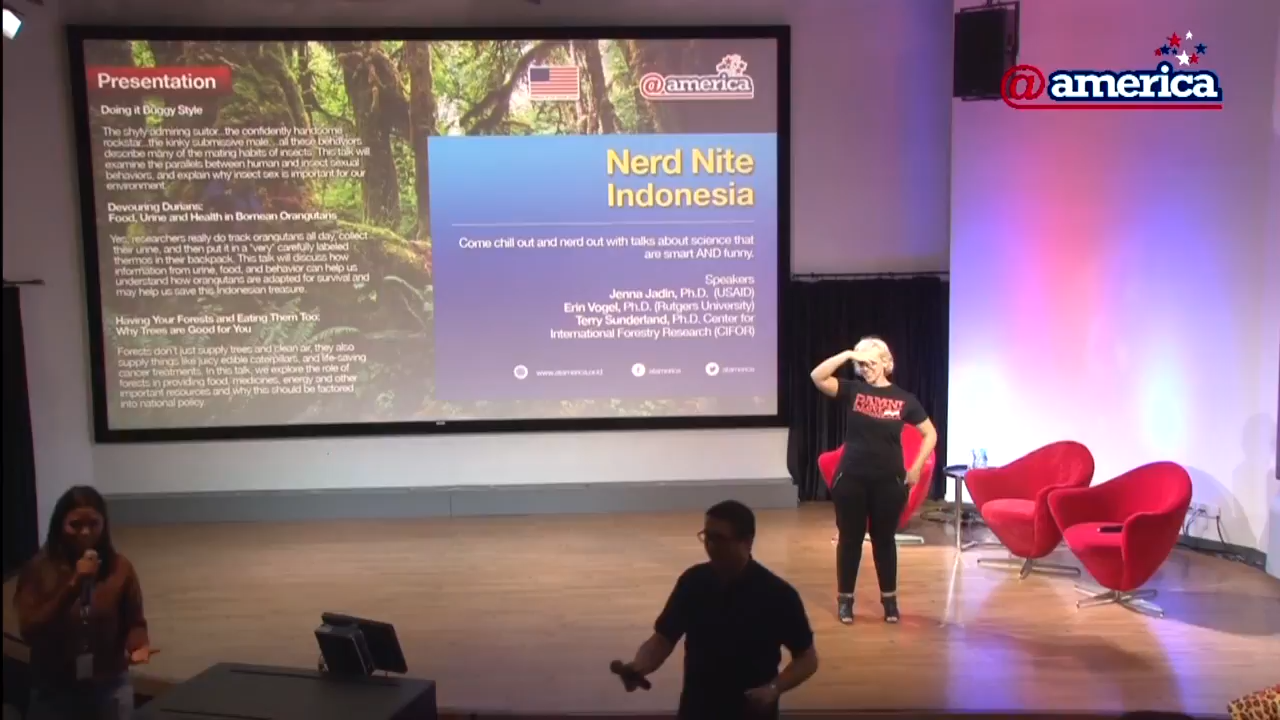 @america
Presentation
Doing it Buggy Style
The shyly admiring suitor...the confidently handsome
rockstar...the kinky submissive male... all these behaviors
describe many of the mating habits of insects. This talk will
examine the parallels between human and insect sexual
behaviors, and explain why insect sex is important for our
environment.
Devouring Durians:
Food, Urine and Health in Bornean Orangutans
Yes, researchers really do track orangutans all day, collect
their urine, and then put it in a "very" carefully labeled
thermos in their backpack. This talk will discuss how
information from urine, food, and behavior can help us
understand how orangutans are adapted for survival and
may help us save this Indonesian treasure.
Having Your Forests and Eating Them Too:
Why Trees are Good for You
Forests don't just supply trees and clean air, they also
supply things like juicy edible caterpillars, and life-saving
cancer treatments. In this talk, we explore the role of
forests in providing food, medicines, energy and other
important resources and why this should be factored
into national policy.
@america
Nerd Nite
Indonesia
Come chill out and nerd out with talks about science that
are smart AND funny.
Speakers
Jenna Jadin, Ph.D. (USAID)
Erin Vogel, Ph.D. (Rutgers University)
Terry Sunderland, Ph.D. Center for
International Forestry Research (CIFOR)
www.atamerica.or.id
atamerica
atamerica
DAMN!